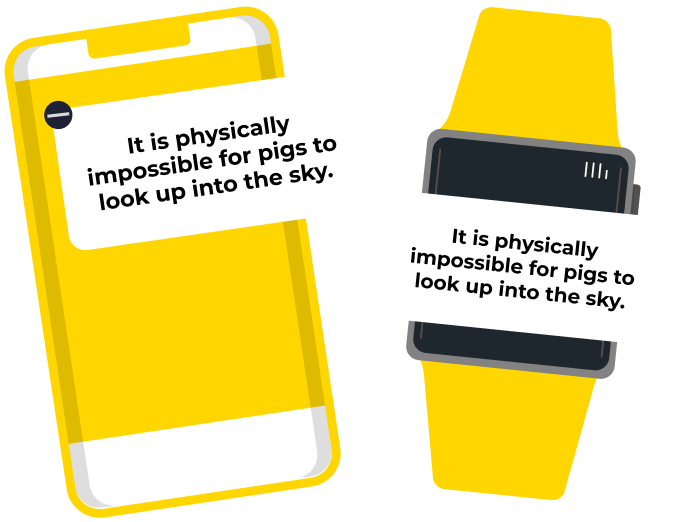 It is physically
impossible for pigs to
look up into the sky.
It is physically
impossible for pigs to
look up into the sky.